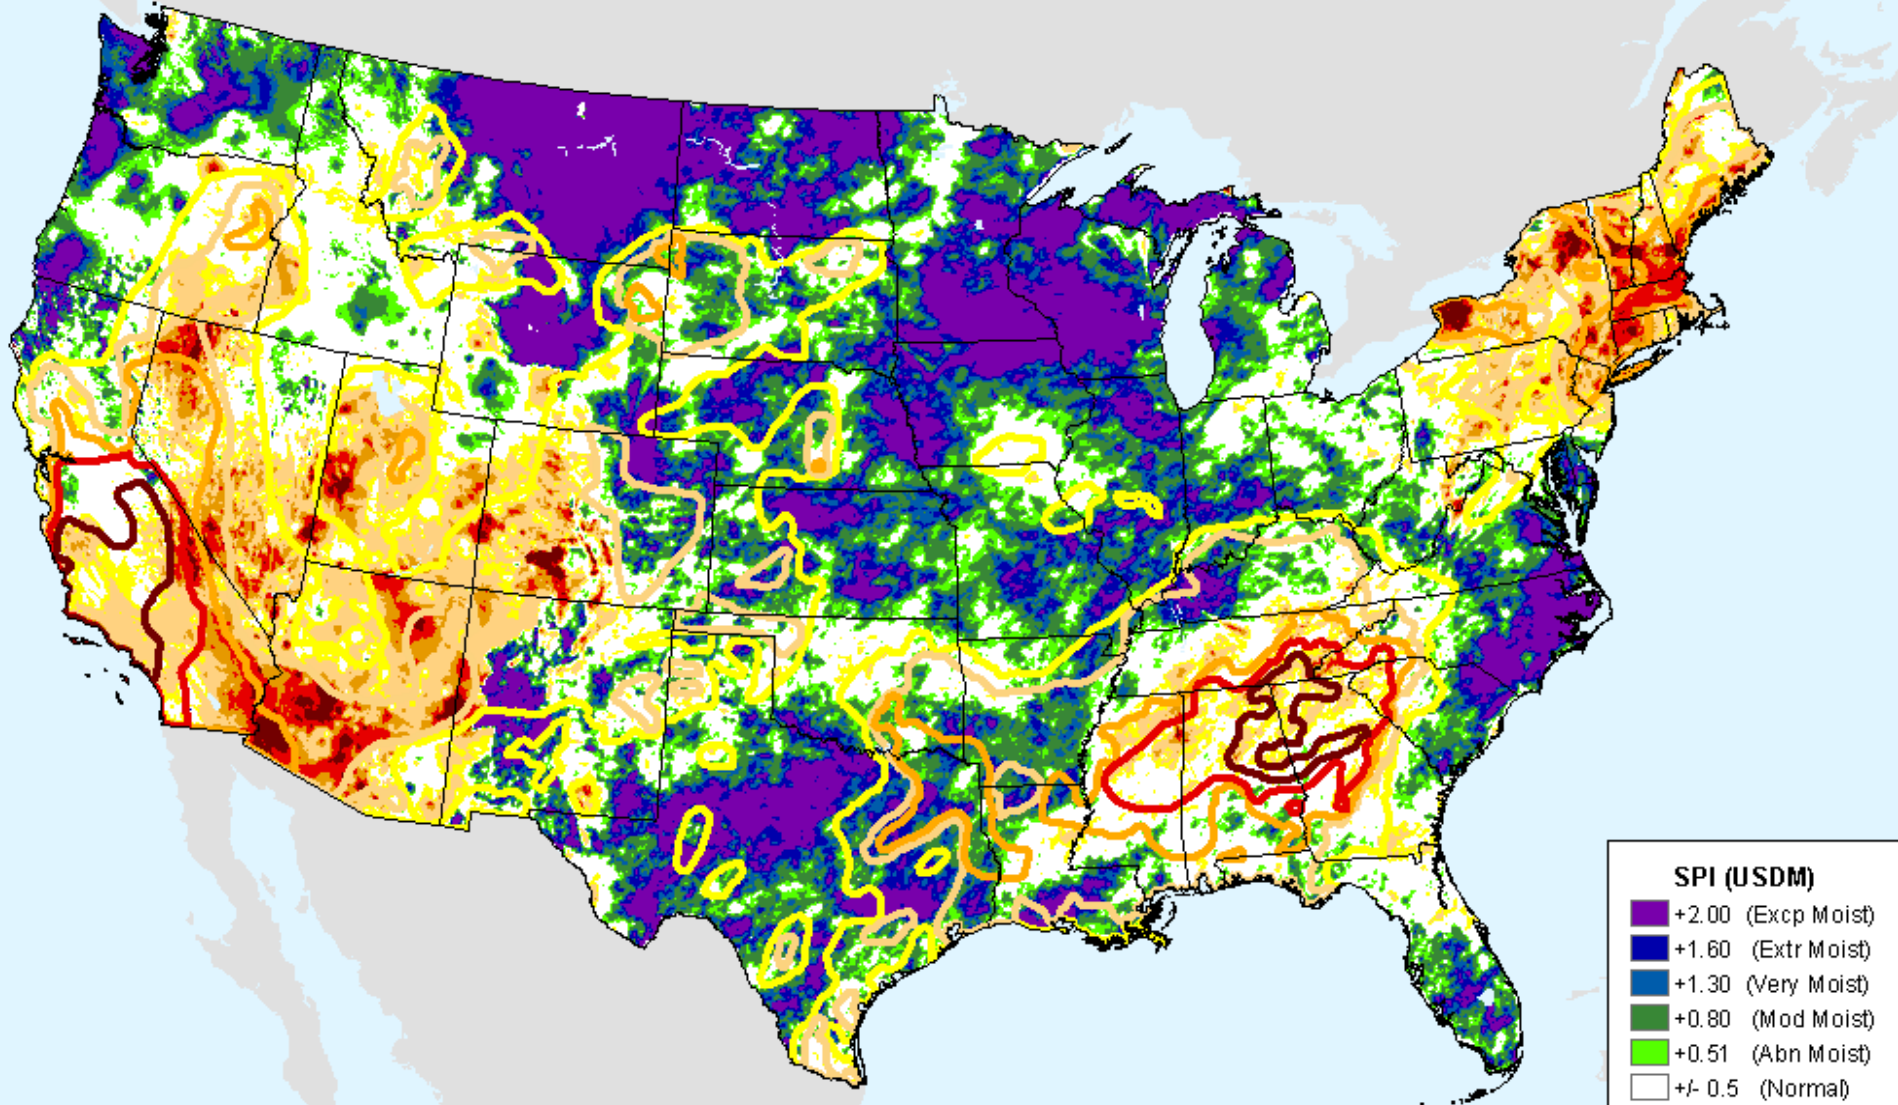 SPI (USDM)
+2.00 (Excp Moist)
+1.60 (Extr Moist)
+1.30 (Very Moist)
+0.80 (Mod Moist)
+0.51 (Abn Moist)
+/- 0.5 (Normal)